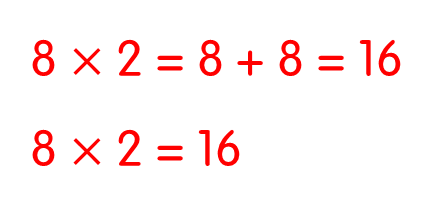 8 × 2 = 8 + 8 = 16
8 × 2 = 16